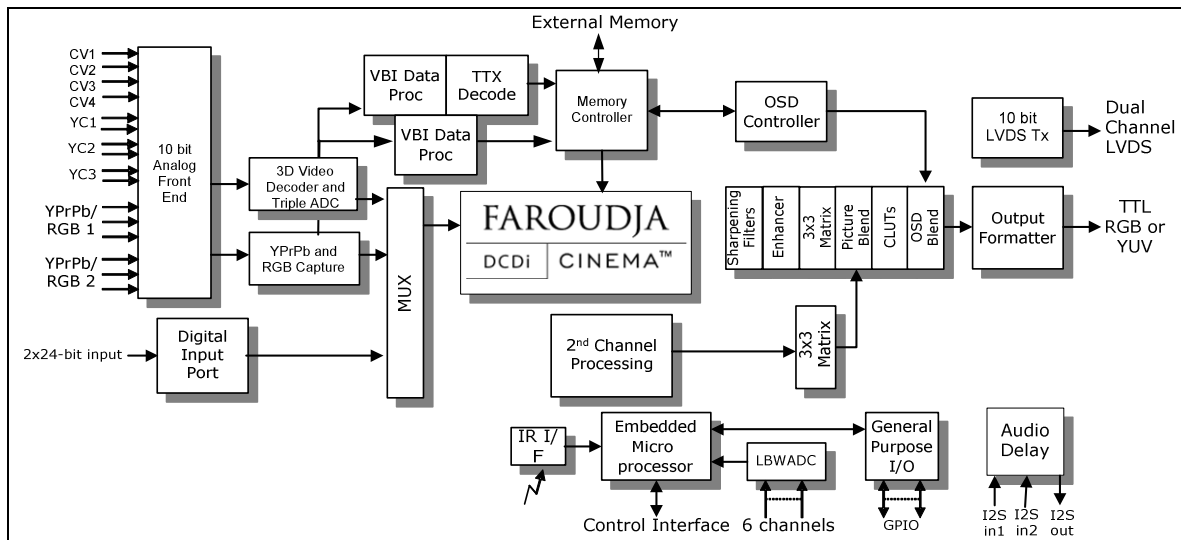 External Memory
CV1
CV2
CV3
CV4
YC1
YC2
YC3
YPrPb/
RGB 1
YPrPb/
RGB 2
10 bit
Analog
Front
End
VBI Data
Proc
TTX
Decode
VBI Data
Proc
Memory
Controller
OSD
Controller
10 bit
LVDS Tx
Dual
Channel
LVDS
3D Video
Decoder and
Triple ADC
YPrPb and
RGB Capture
MUX
FAROUDJA
DCDi
CINEMA™
Sharpening
Filters
Enhancer
3x3
Matrix
Picture
Blend
CLUTs
OSD
Blend
Output
Formatter
TTL
RGB or
YUV
2x24-bit input
Digital
Input
Port
2nd Channel
Processing
3x3
Matrix
IR I/
F
Embedded
Micro
processor
LBWADC
General
Purpose
I/O
Audio
Delay
Control Interface
6 channels
GPIO
I2S
in1
I2S
in2
I2S
out